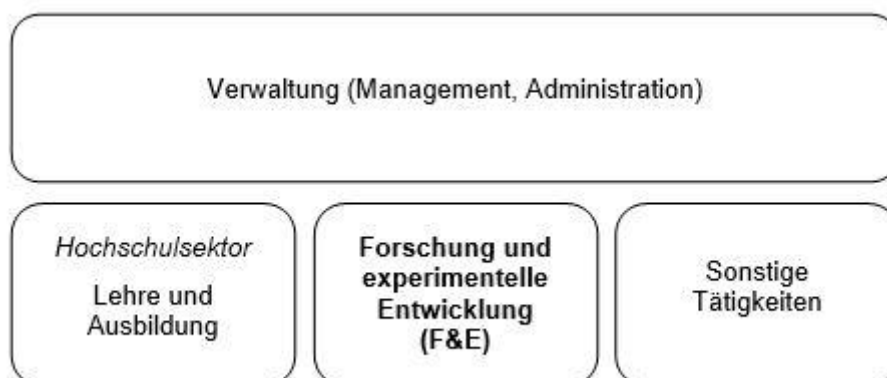 Verwaltung (Management, Administration)
Hochschulsektor
Lehre und
Ausbildung
Forschung und
experimentelle
Entwicklung
(F&E)
Sonstige
Tätigkeiten